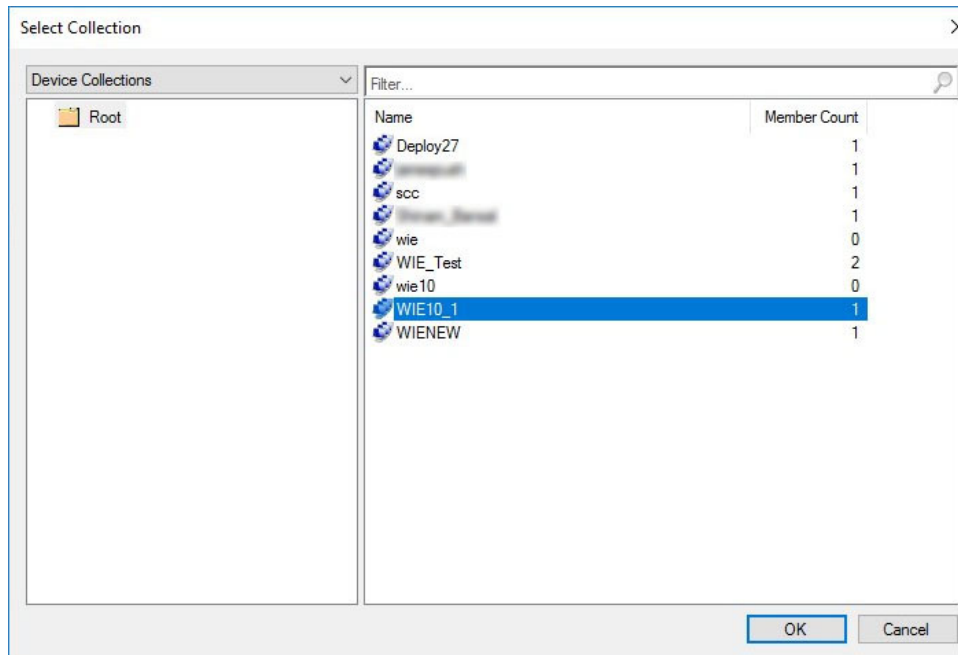 Select Collection
Device Collections
Filter...
Root
Name Member Count
Deploy27 1
1
scc 1
1
wie 0
WIE_Test 2
wie10 0
WIE10_1 1
WIENEW 1
OK Cancel